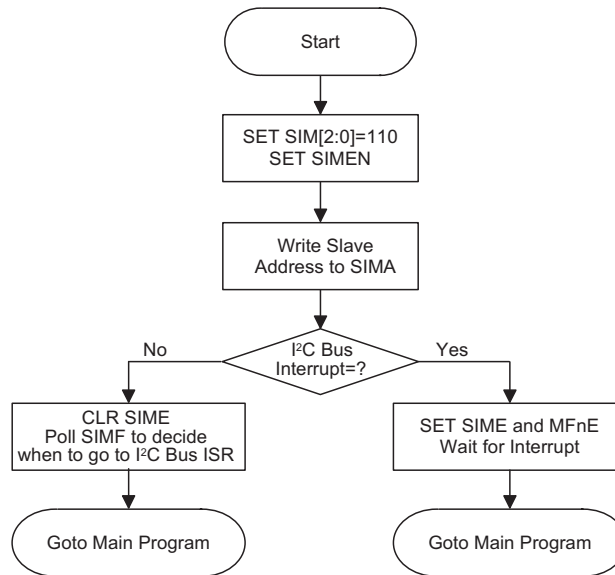 Start
SET SIM[2:0]=110
SET SIMEN
Write Slave
Address to SIMA
No
I²C Bus
Interrupt=?
Yes
CLR SIME
Poll SIMF to decide
when to go to I²C Bus ISR
SET SIME and MFnE
Wait for Interrupt
Goto Main Program
Goto Main Program